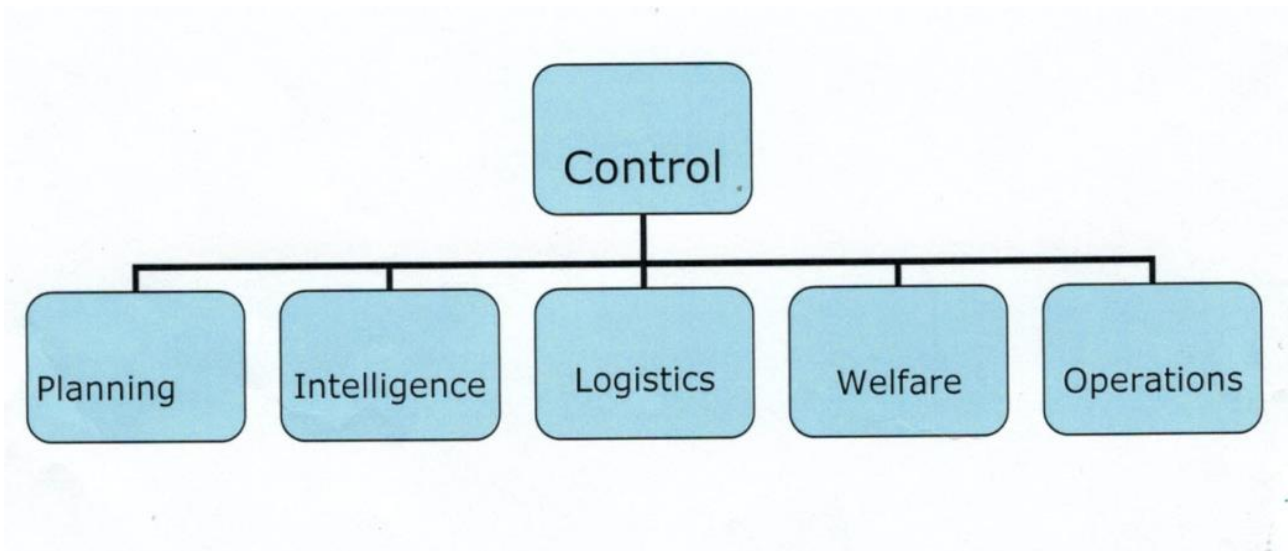 Control
Planning
Intelligence
Logistics
Welfare
Operations